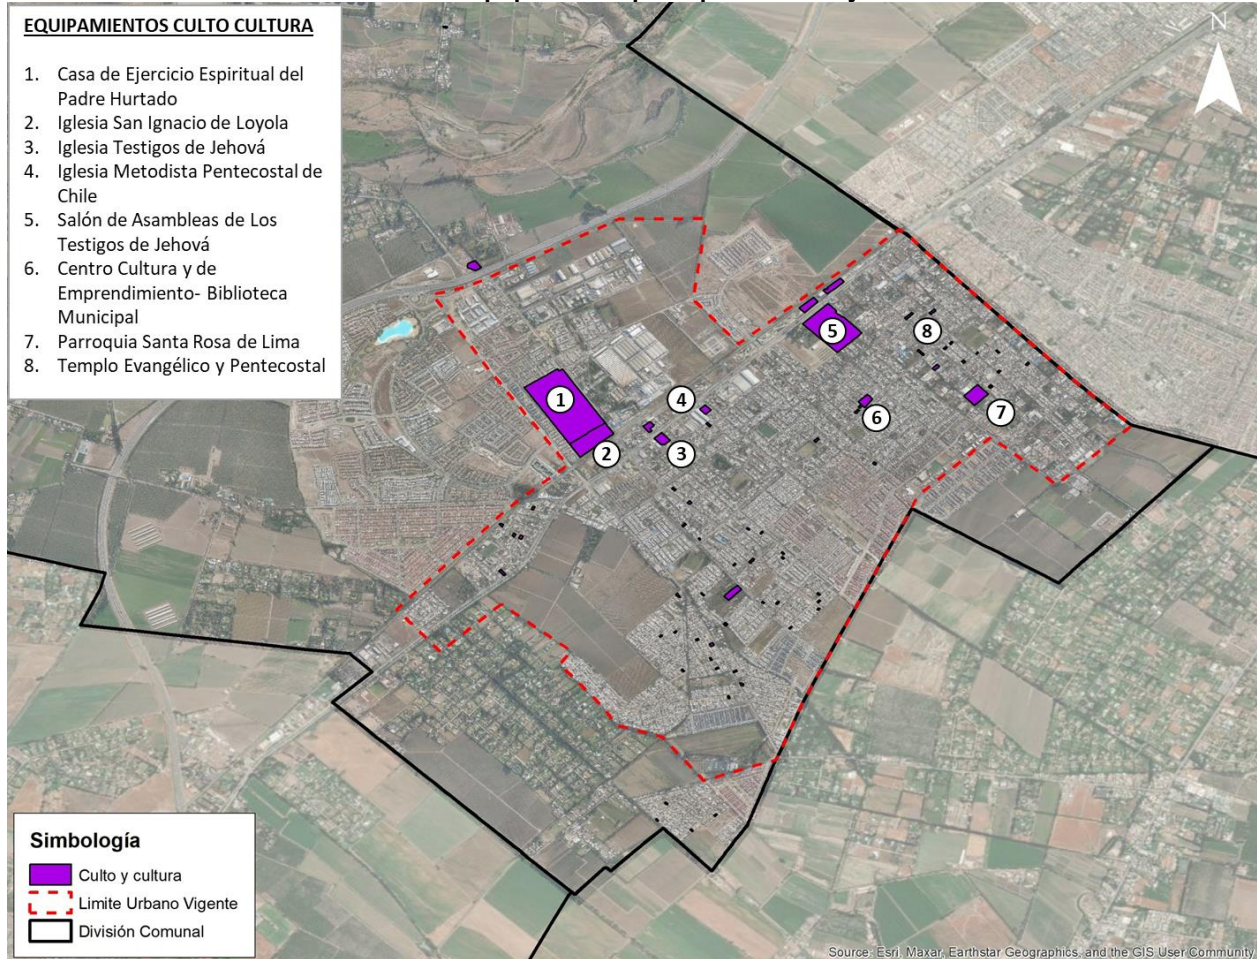 EQUIPAMIENTOS CULTO CULTURA
1. Casa de Ejercicio Espiritual del
Padre Hurtado
2. Iglesia San Ignacio de Loyola
3. Iglesia Testigos de Jehová
4. Iglesia Metodista Pentecostal de
Chile
5. Salón de Asambleas de Los
Testigos de Jehová
6. Centro Cultura y de
Emprendimiento- Biblioteca
Municipal
7. Parroquia Santa Rosa de Lima
8. Templo Evangélico y Pentecostal
N
5
8
1
4
7
6
2
3
Simbología
Culto y cultura
Limite Urbano Vigente
División Comunal
Source: Esri, Maxar, Earthstar Geographics, and the GIS User Community